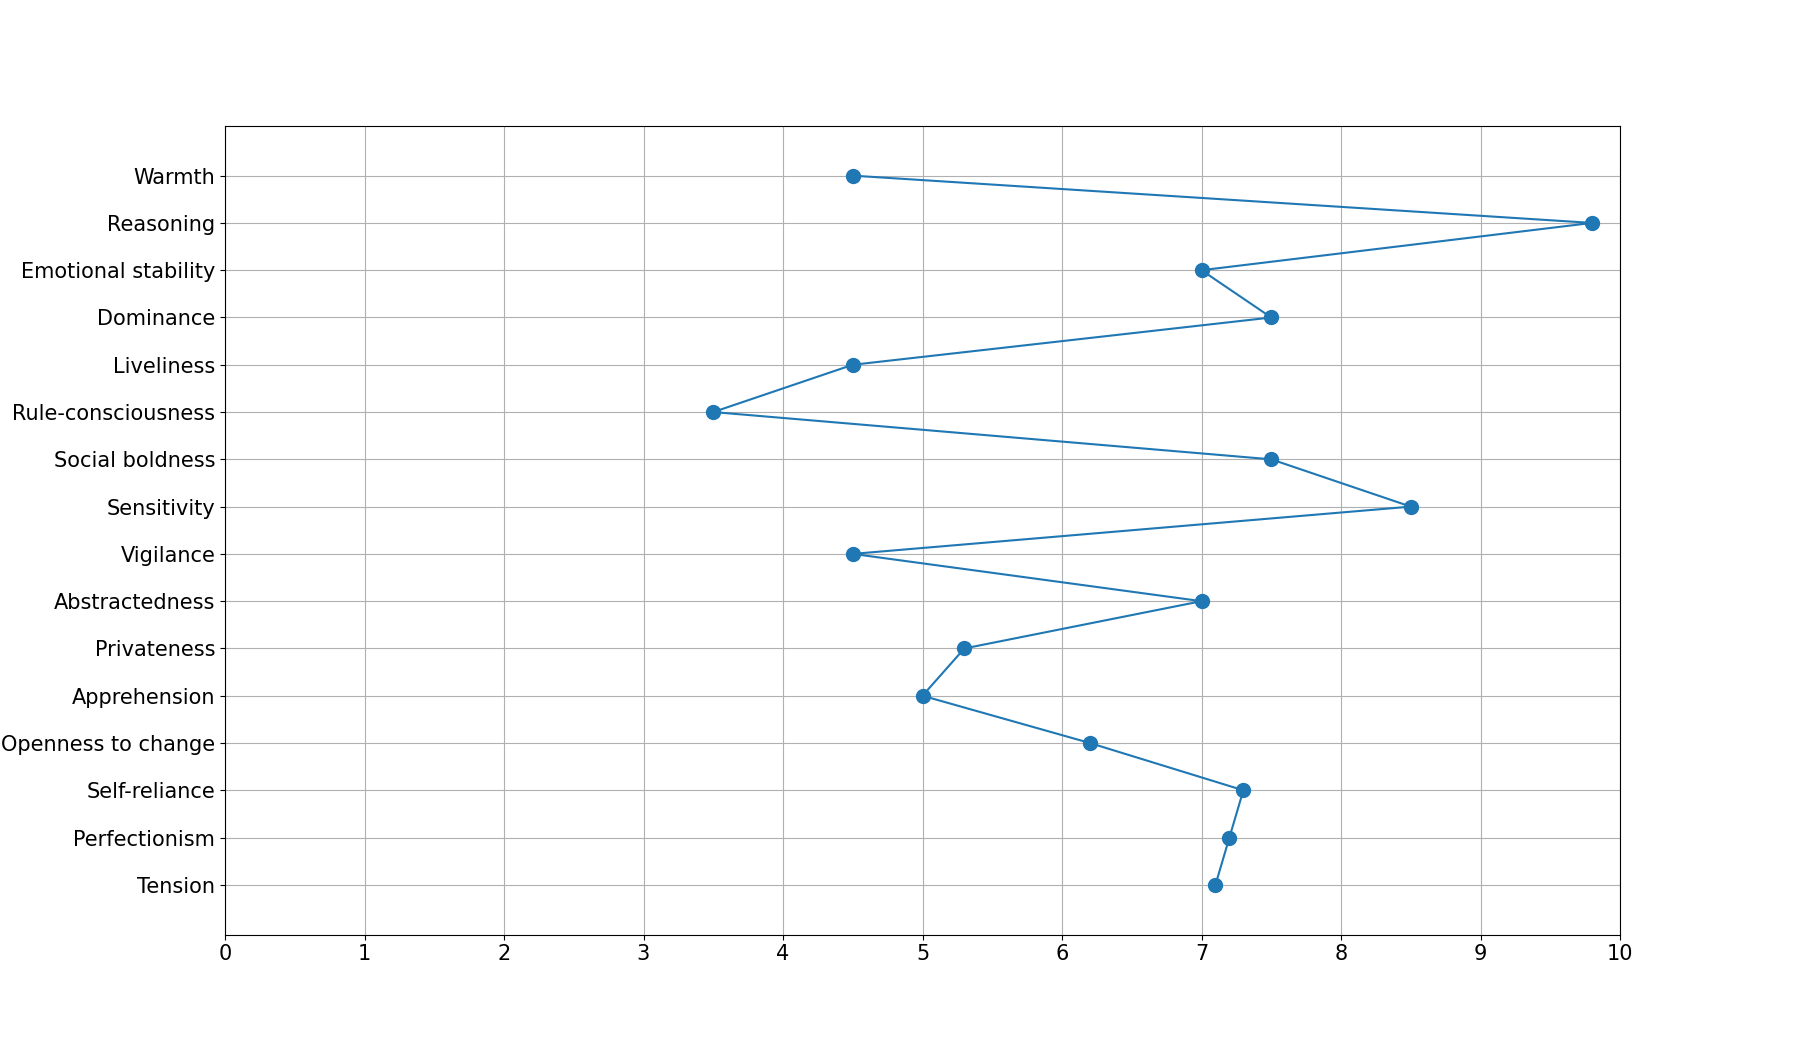 Warmth
Reasoning
Emotional stability
Dominance
Liveliness
Rule-consciousness
Social boldness
Sensitivity
Vigilance
Abstractedness
Privateness
Apprehension
Openness to change
Self-reliance
Perfectionism
Tension
0 1 2 3 4 5 6 7 8 9 10